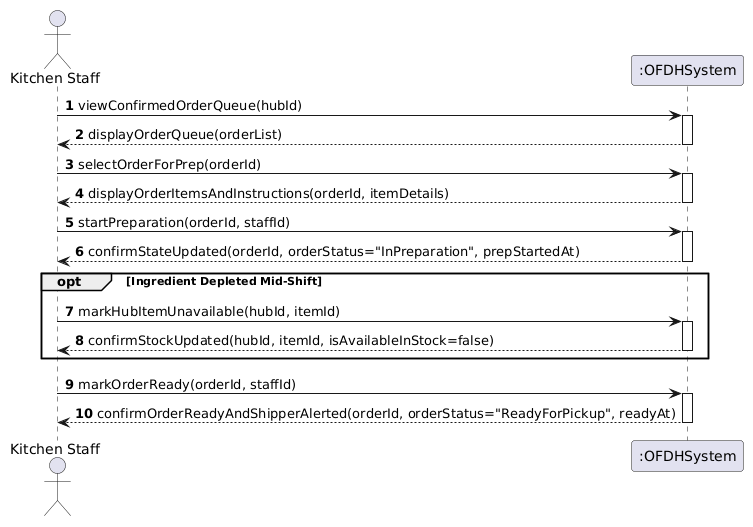 Kitchen Staff
:OFDHSystem
1 viewConfirmedOrderQueue(hubId)
2 displayOrderQueue(orderList)
3 selectOrderForPrep(orderId)
4 displayOrderItemsAndInstructions(orderId, itemDetails)
5 startPreparation(orderId, staffId)
6 confirmStateUpdated(orderId, orderStatus="InPreparation", prepStartedAt)
opt [Ingredient Depleted Mid-Shift]
7 markHubItemUnavailable(hubId, itemId)
8 confirmStockUpdated(hubId, itemId, isAvailableInStock=false)
9 markOrderReady(orderId, staffId)
10 confirmOrderReadyAndShipperAlerted(orderId, orderStatus="ReadyForPickup", readyAt)
Kitchen Staff
:OFDHSystem